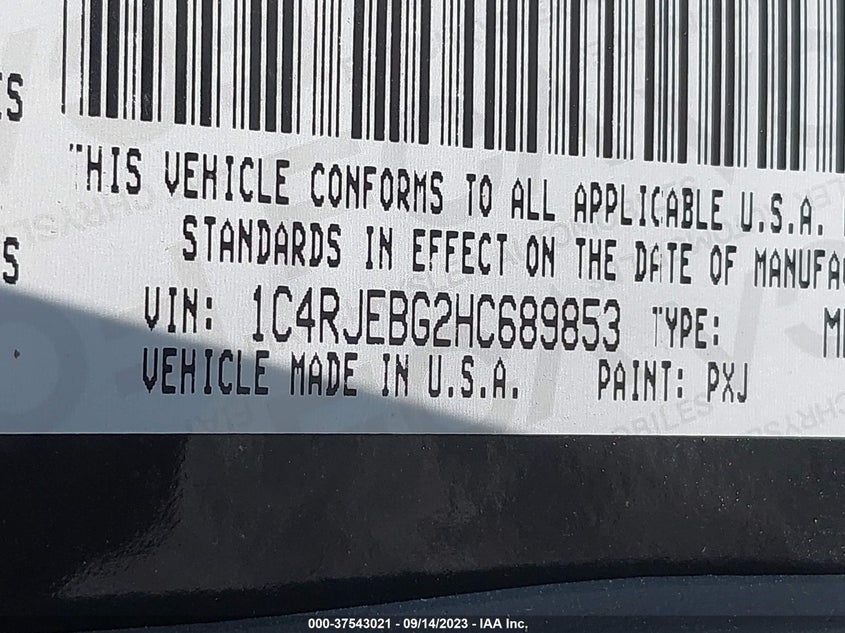 THIS VEHICLE CONFORMS TO ALL APPLICABLE U.S.A.
STANDARDS IN EFFECT ON THE DATE OF MANUFAC
VIN: 1C4RJEBG2HC689853 TYPE:
VEHICLE MADE IN U.S.A. PAINT: PXJ
000-37543021 - 09/14/2023 - IAA Inc.